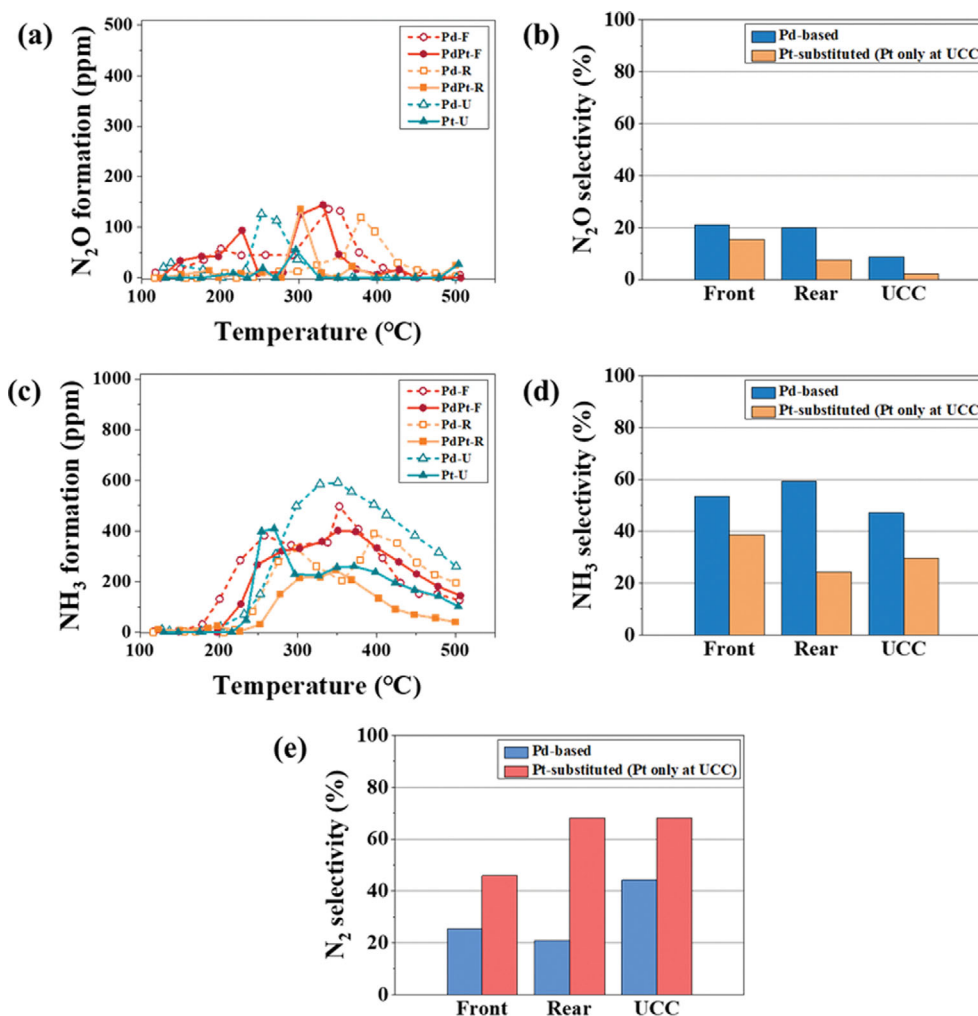 (a)
N₂O formation (ppm)
500
400
300
200
100
0
Pd-F
PdPt-F
Pd-R
PdPt-R
Pd-U
Pt-U
100 200 300 400 500
Temperature (°C)
(b)
N₂O selectivity (%)
100
80
60
40
20
0
Pd-based
Pt-substituted (Pt only at UCC
Front Rear UCC
(c)
NH₃ formation (ppm)
1000
800
600
400
200
0
Pd-F
PdPt-F
Pd-R
PdPt-R
Pd-U
Pt-U
100 200 300 400 500
Temperature (°C)
(d)
NH₃ selectivity (%)
100
80
60
40
20
0
Pd-based
Pt-substituted (Pt only at UCC
Front Rear UCC
(e)
N₂ selectivity (%)
100
80
60
40
20
0
Pd-based
Pt-substituted (Pt only at UCC)
Front Rear UCC